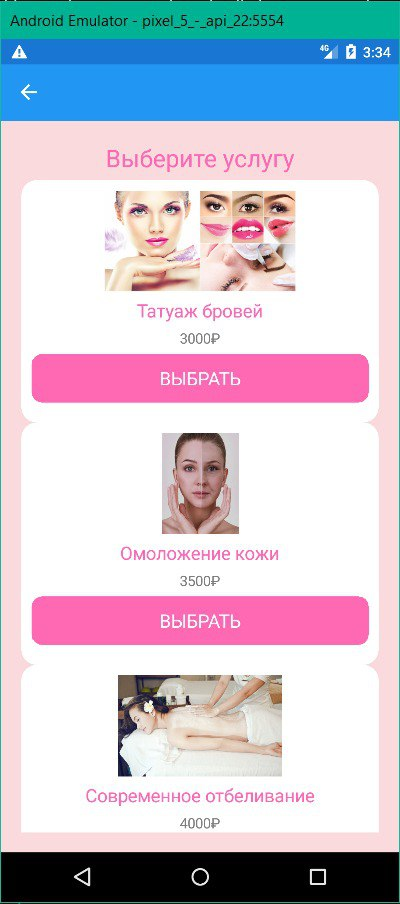 Android Emulator - pixel_5_-_api_22:5554
4G 3:34
Выберите услугу
Татуаж бровей
3000₽
ВЫБРАТЬ
Омоложение кожи
3500₽
ВЫБРАТЬ
Современное отбеливание
4000₽